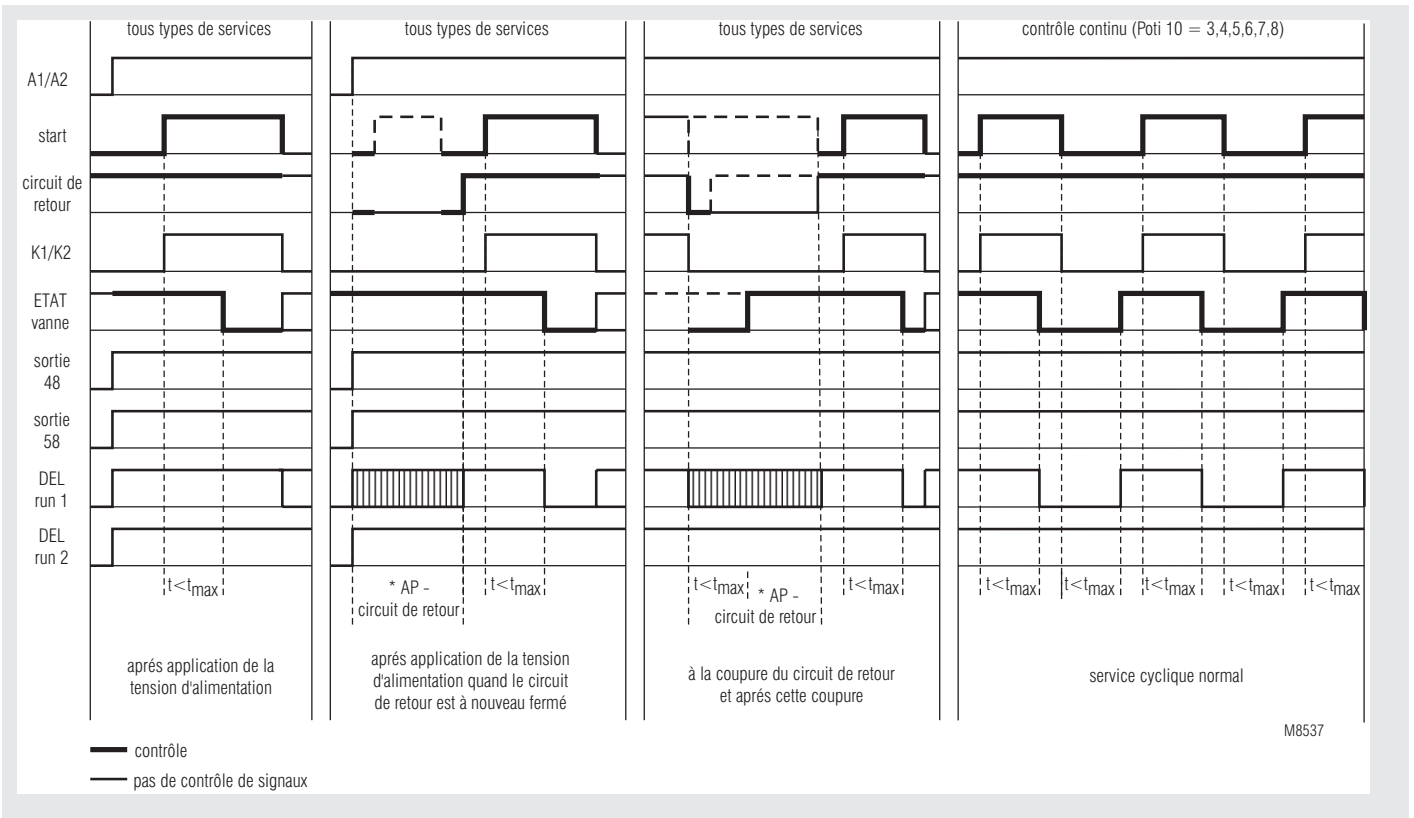 tous types de services
tous types de services
tous types de services
contrôle continu (Poti 10 = 3,4,5,6,7,8)
A1/A2
start
circuit de
retour
K1/K2
ETAT
vanne
sortie
48
sortie
58
DEL
run 1
DEL
run 2
t<tmax
* AP -
circuit de retour
t<tmax
t<tmax
* AP -
circuit de retour
t<tmax
t<tmax
t<tmax
t<tmax
t<tmax
t<tmax
aprés application de la
tension d'alimentation
aprés application de la tension
d'alimentation quand le circuit
de retour est à nouveau fermé
à la coupure du circuit de retour
et aprés cette coupure
service cyclique normal
M8537
contrôle
pas de contrôle de signaux